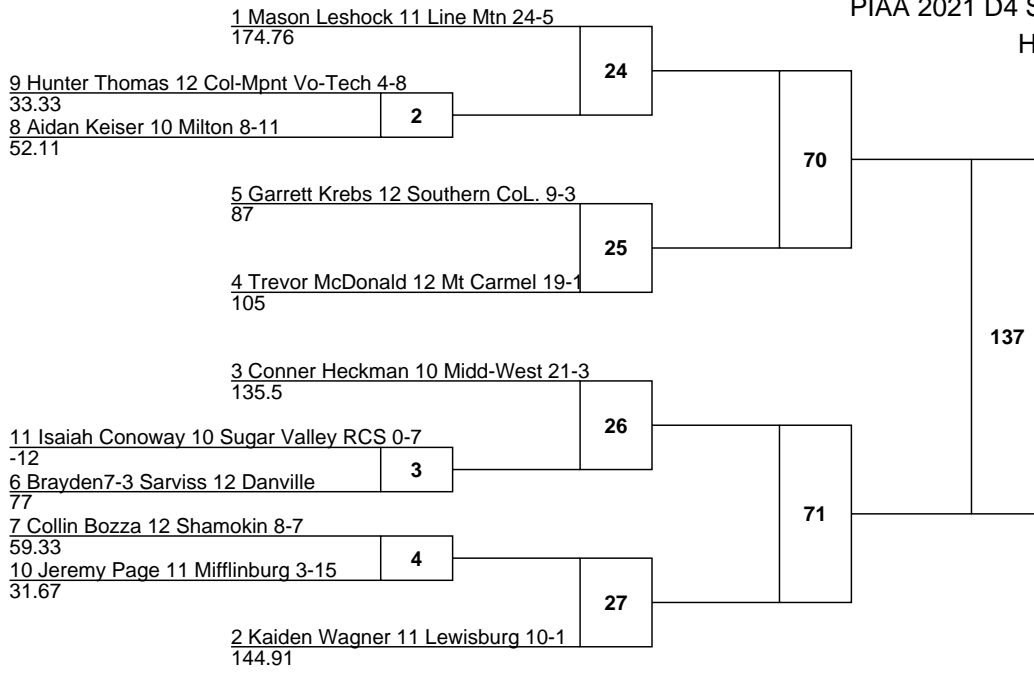 PIAA 2021 D4 S
H
1 Mason Leshock 11 Line Mtn 24-5
174.76
24
9 Hunter Thomas 12 Col-Mpnt Vo-Tech 4-8
33.33
2
8 Aidan Keiser 10 Milton 8-11
52.11
70
5 Garrett Krebs 12 Southern CoL. 9-3
87
25
4 Trevor McDonald 12 Mt Carmel 19-1
105
137
3 Conner Heckman 10 Midd-West 21-3
135.5
26
11 Isaiah Conoway 10 Sugar Valley RCS 0-7
-12
3
6 Brayden7-3 Sarviss 12 Danville
77
71
7 Collin Bozza 12 Shamokin 8-7
59.33
4
10 Jeremy Page 11 Mifflinburg 3-15
31.67
27
2 Kaiden Wagner 11 Lewisburg 10-1
144.91